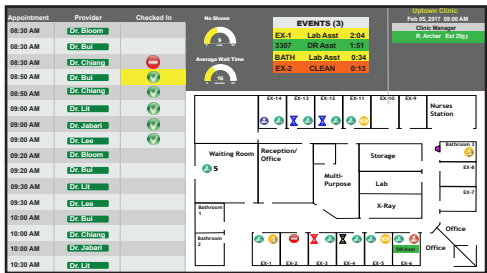 Appointment Provider Checked In
08:30 AM Dr. Bloom
08:30 AM Dr. Bui
08:30 AM Dr. Chiang
08:50 AM Dr. Bui
08:50 AM Dr. Chiang
09:00 AM Dr. Lit
09:00 AM Dr. Jabari
09:00 AM Dr. Lee
09:20 AM Dr. Bloom
09:20 AM Dr. Bui
09:30 AM Dr. Lit
09:30 AM Dr. Lee
10:00 AM Dr. Bui
10:00 AM Dr. Chiang
10:00 AM Dr. Jabari
10:30 AM Dr. Lit
No Shows
9
Average Wait Time
16
EVENTS (3)
EX-1 Lab Asst 2:04
3307 DR Asst 1:51
BATH Lab Asst 0:34
EX-2 CLEAN 0:13
Uptown Clinic
Feb 05, 2017 09:00 AM
Clinic Manager
R. Archer Ext 2851
EX-14 EX-13 EX-12 EX-11 EX-10 EX-9
Nurses
Station
Waiting Room
5
Reception/
Office
Multi-
Purpose
Storage
Lab
X-Ray
Bathroom 3
EX-8
EX-7
Bathroom
1
Bathroom
2
Office
Office
DR Asst
EX-1 EX-2 EX-3 EX-4 EX-5 EX-6